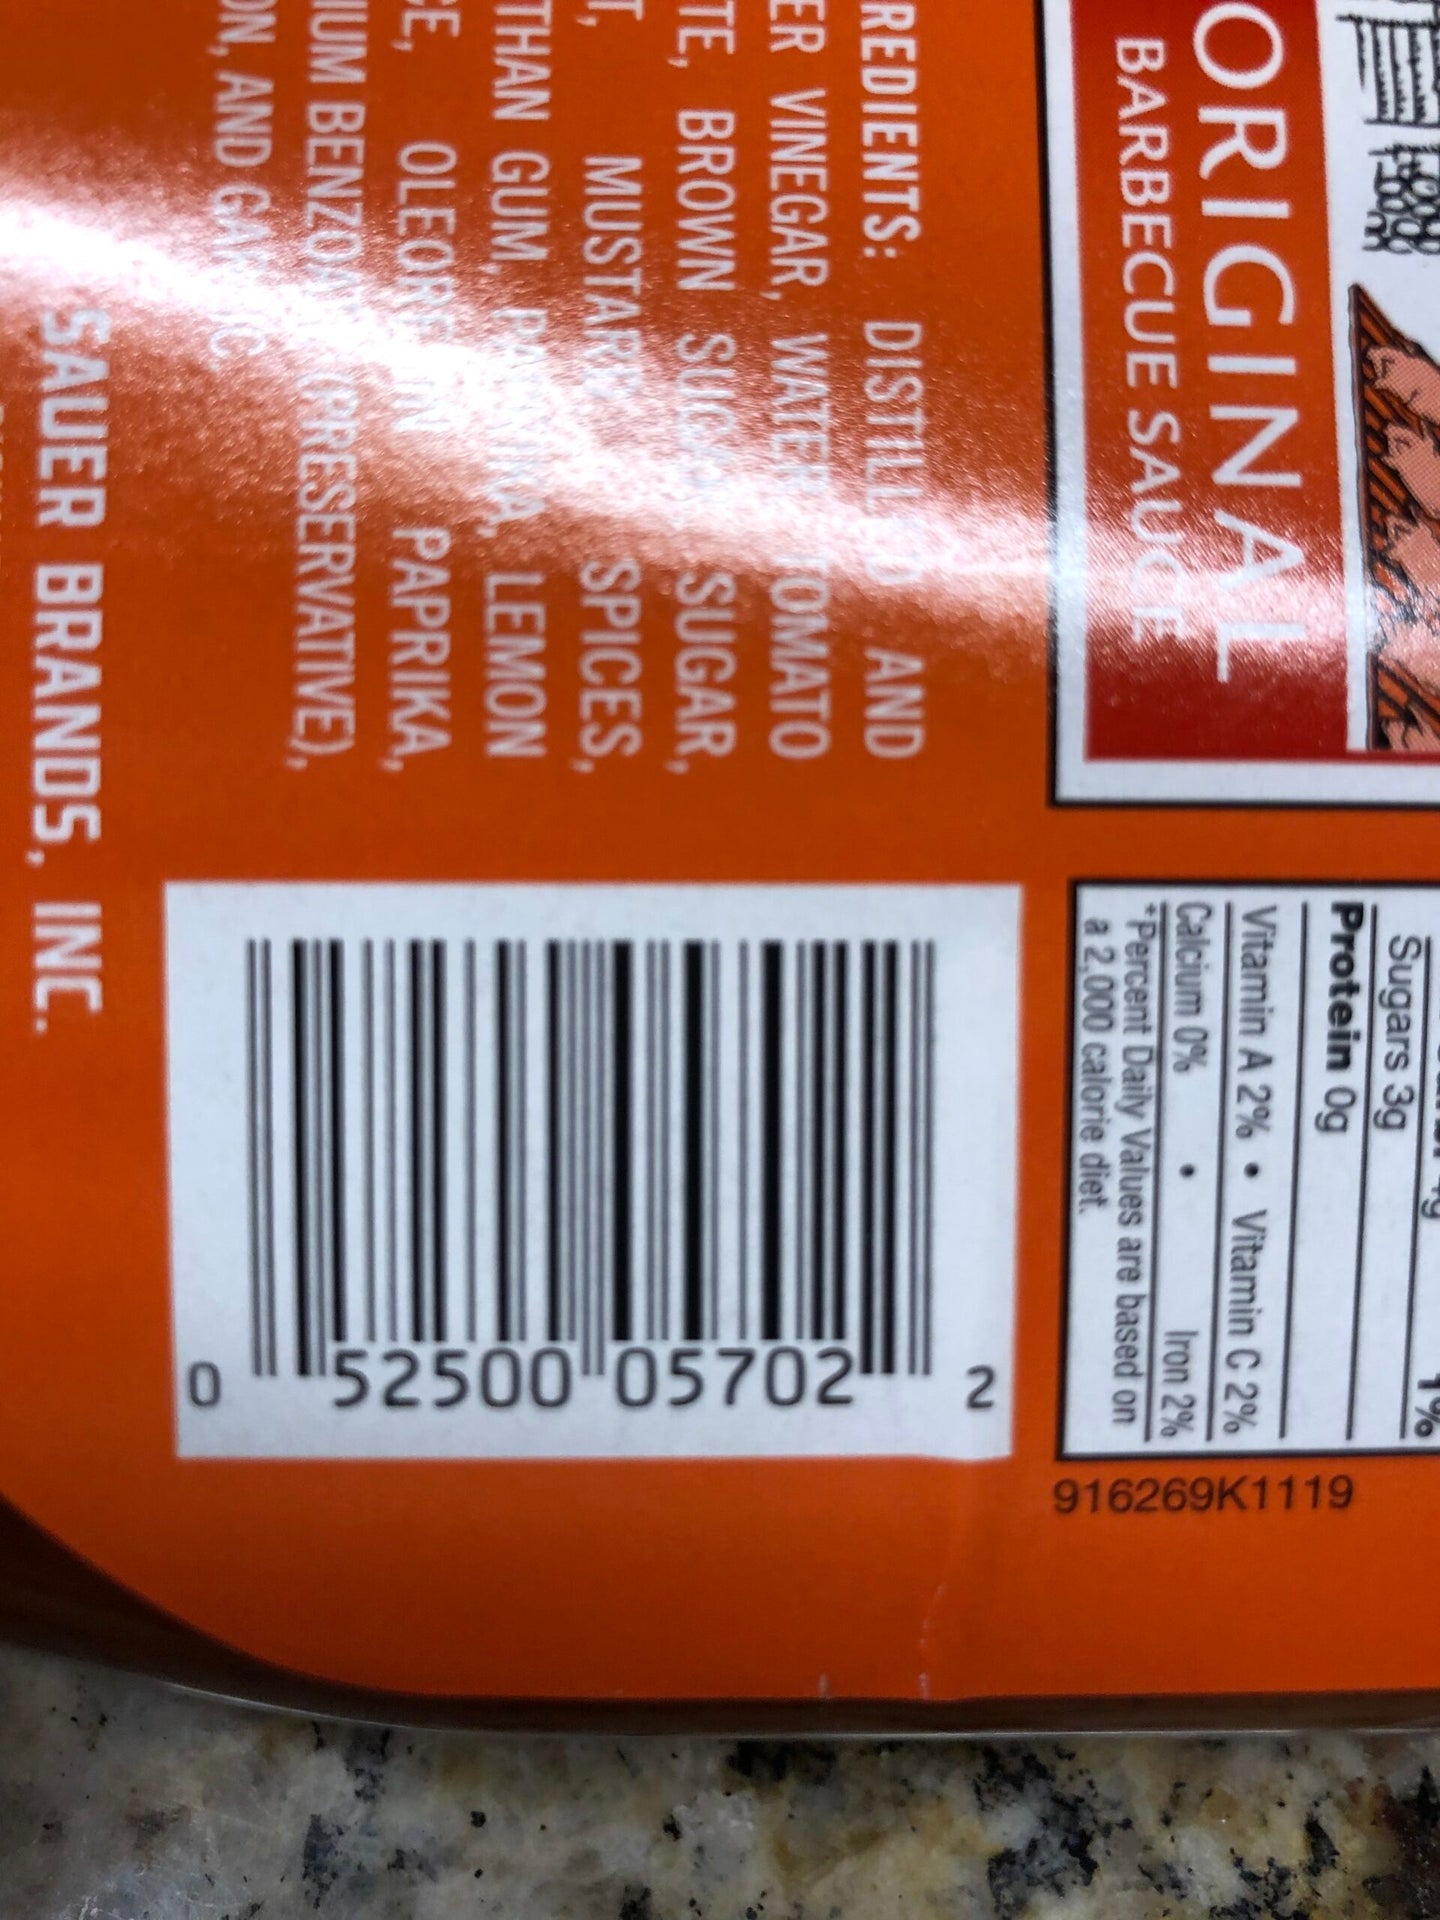 ORIGINAL
BARBECUE SAUCE
REDIENTS: DISTILLED AND
ER VINEGAR, WATER, TOMATO
TE, BROWN SUGAR, SUGAR,
T, MUSTARD, SPICES,
THAN GUM, PAPRIKA, LEMON
CE, OLEORESIN PAPRIKA,
IUM BENZOATE (PRESERVATIVE),
ON, AND GARLIC
SAUER BRANDS, INC.
1%
Sugars 3g
Protein 0g
Vitamin A 2% • Vitamin C 2%
Calcium 0% • Iron 2%
*Percent Daily Values are based on
a 2,000 calorie diet.
0 52500 05702 2
916269K1119